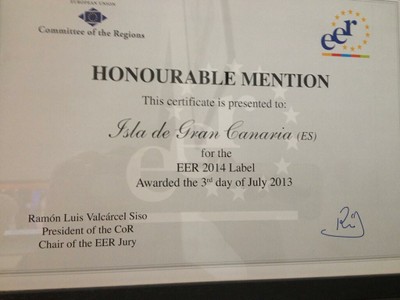 EUROPEAN UNION
Committee of the Regions
eer
HONOURABLE MENTION
This certificate is presented to:
Isla de Gran Canaria (ES)
for the
EER 2014 Label
Awarded the 3rd day of July 2013
Ramón Luis Valcárcel Siso
President of the CoR
Chair of the EER Jury